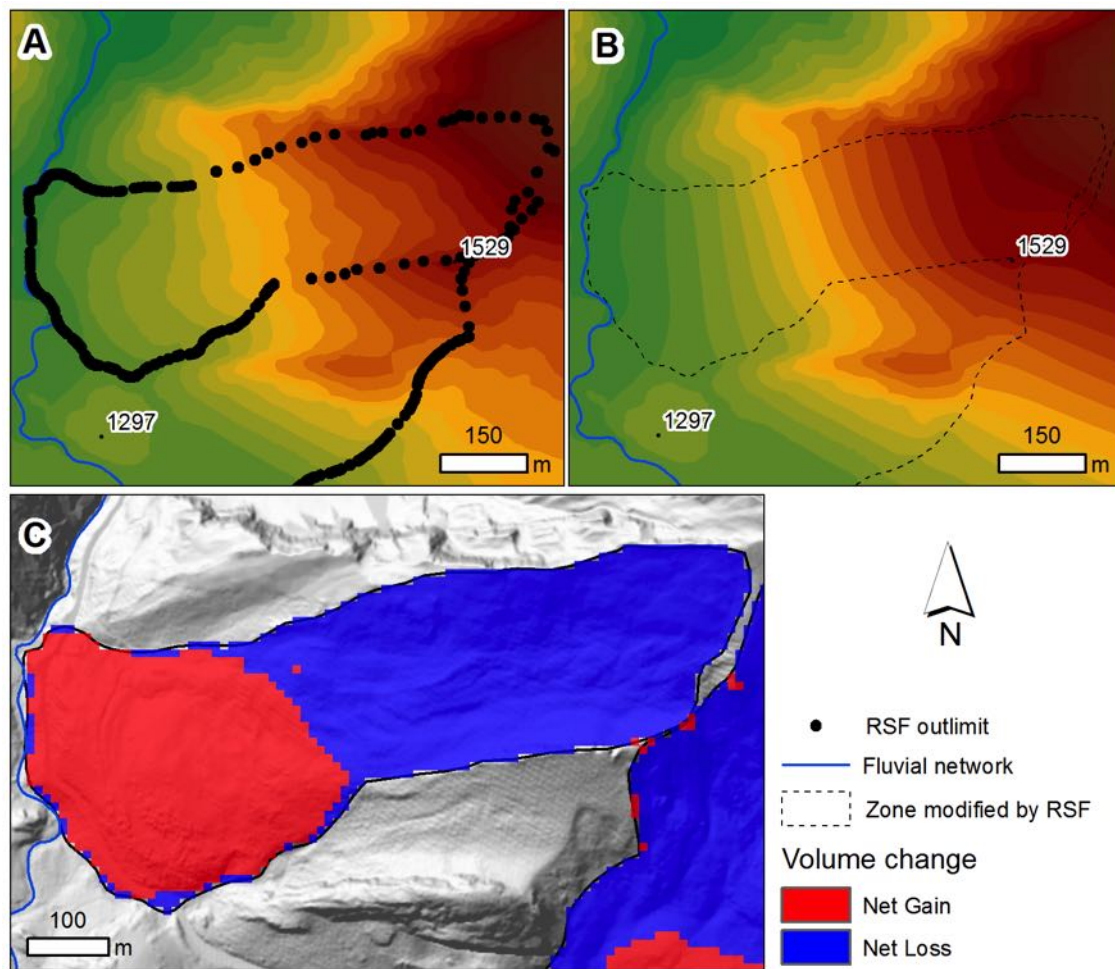 A
1529
1297
150
m
B
1529
1297
150
m
C
100
m
N
RSF outlimit
Fluvial network
Zone modified by RSF
Volume change
Net Gain
Net Loss